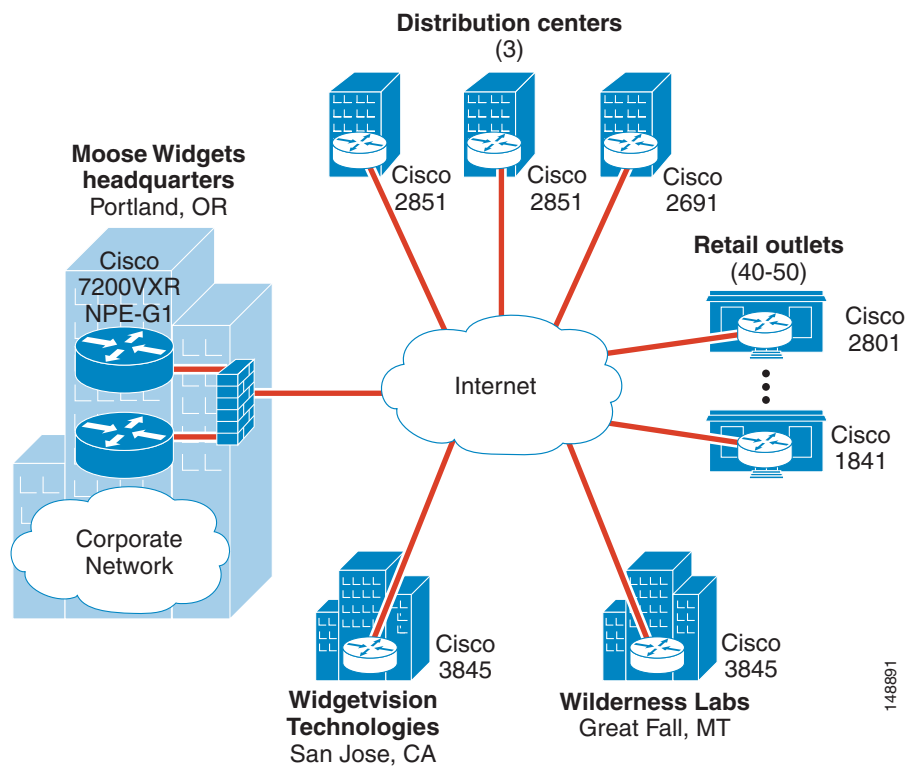 Distribution centers
(3)
Cisco
2851
Cisco
2851
Cisco
2691
Moose Widgets
headquarters
Portland, OR
Cisco
7200VXR
NPE-G1
Retail outlets
(40-50)
Cisco
2801
Internet
Cisco
1841
Corporate
Network
Cisco
3845
Widgetvision
Technologies
San Jose, CA
Cisco
3845
Wilderness Labs
Great Fall, MT
148891